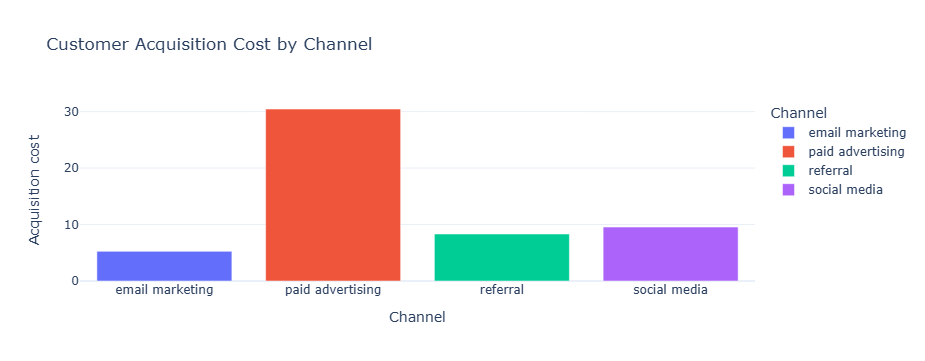 Customer Acquisition Cost by Channel
Acquisition cost
30
20
10
0
email marketing
paid advertising
referral
social media
Channel
Channel
email marketing
paid advertising
referral
social media